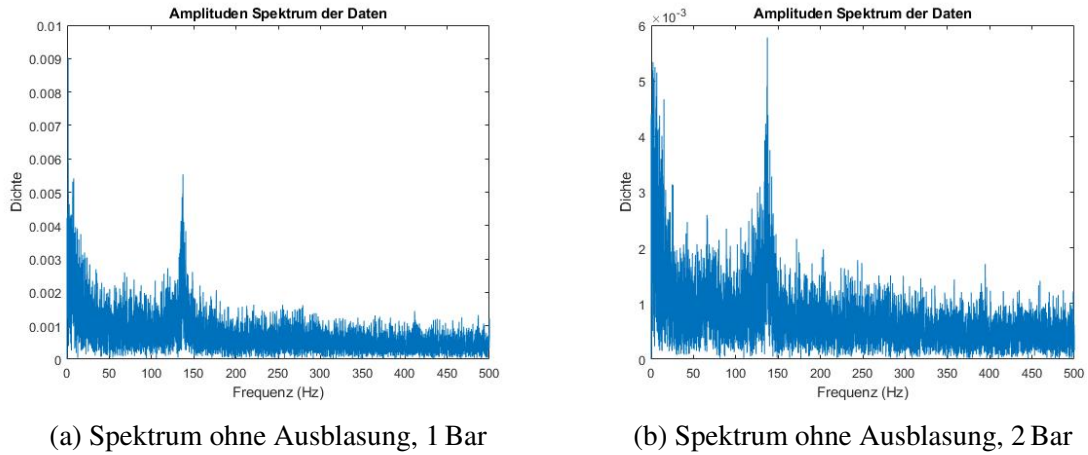 Amplituden Spektrum der Daten
0.01
0.009
0.008
0.007
0.006
0.005
0.004
0.003
0.002
0.001
0
Dichte
0 50 100 150 200 250 300 350 400 450 500
Frequenz (Hz)
(a) Spektrum ohne Ausblasung, 1 Bar
Amplituden Spektrum der Daten
×10⁻³
6
5
4
3
2
1
0
Dichte
0 50 100 150 200 250 300 350 400 450 500
Frequenz (Hz)
(b) Spektrum ohne Ausblasung, 2 Bar